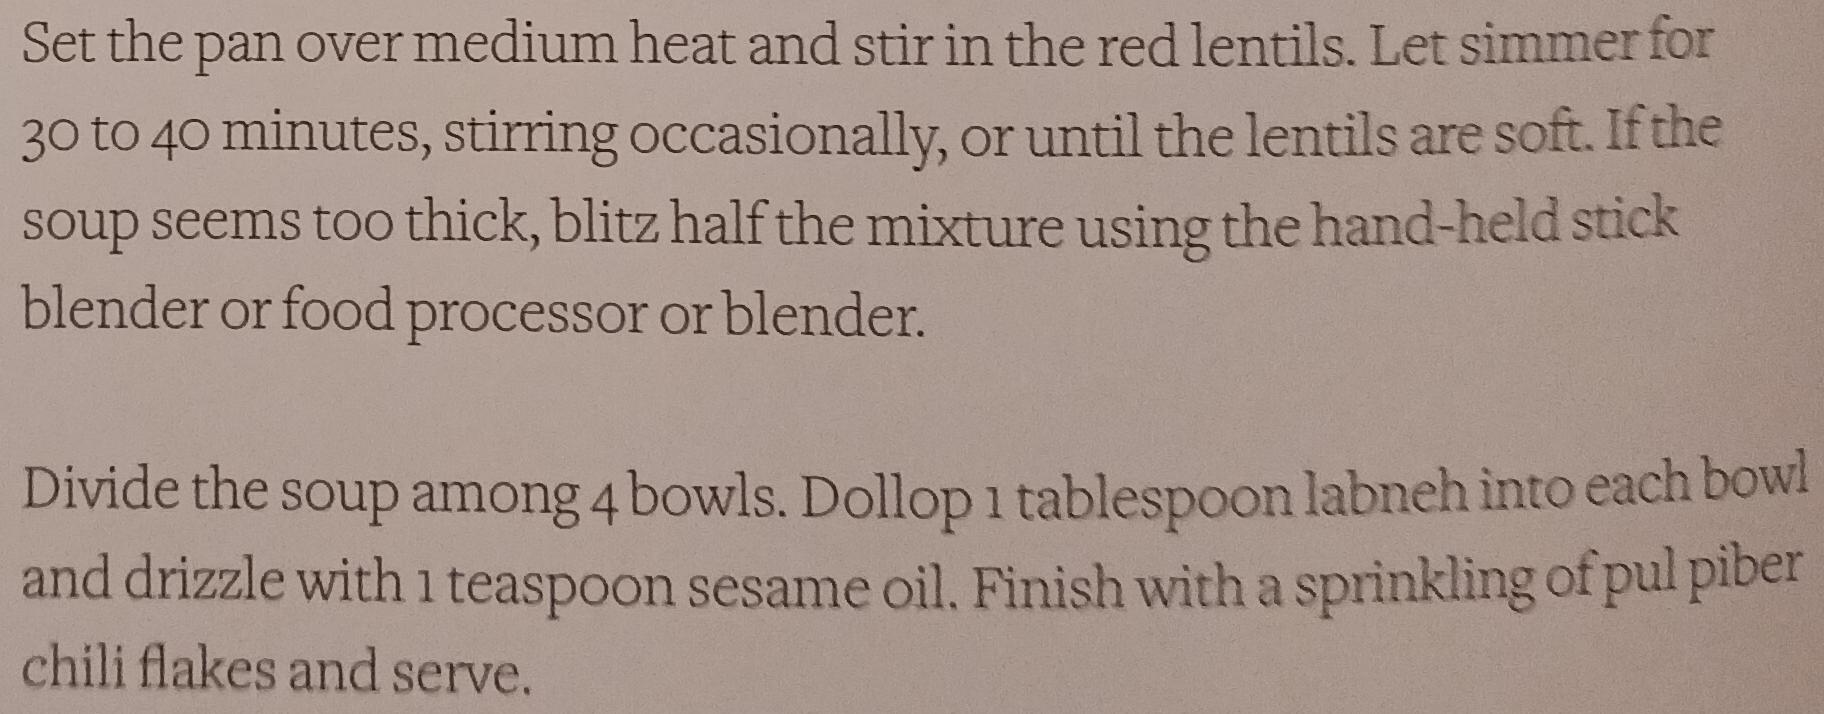 Set the pan over medium heat and stir in the red lentils. Let simmer for
30 to 40 minutes, stirring occasionally, or until the lentils are soft. If the
soup seems too thick, blitz half the mixture using the hand-held stick
blender or food processor or blender.
Divide the soup among 4 bowls. Dollop 1 tablespoon labneh into each bowl
and drizzle with 1 teaspoon sesame oil. Finish with a sprinkling of pul piber
chili flakes and serve.